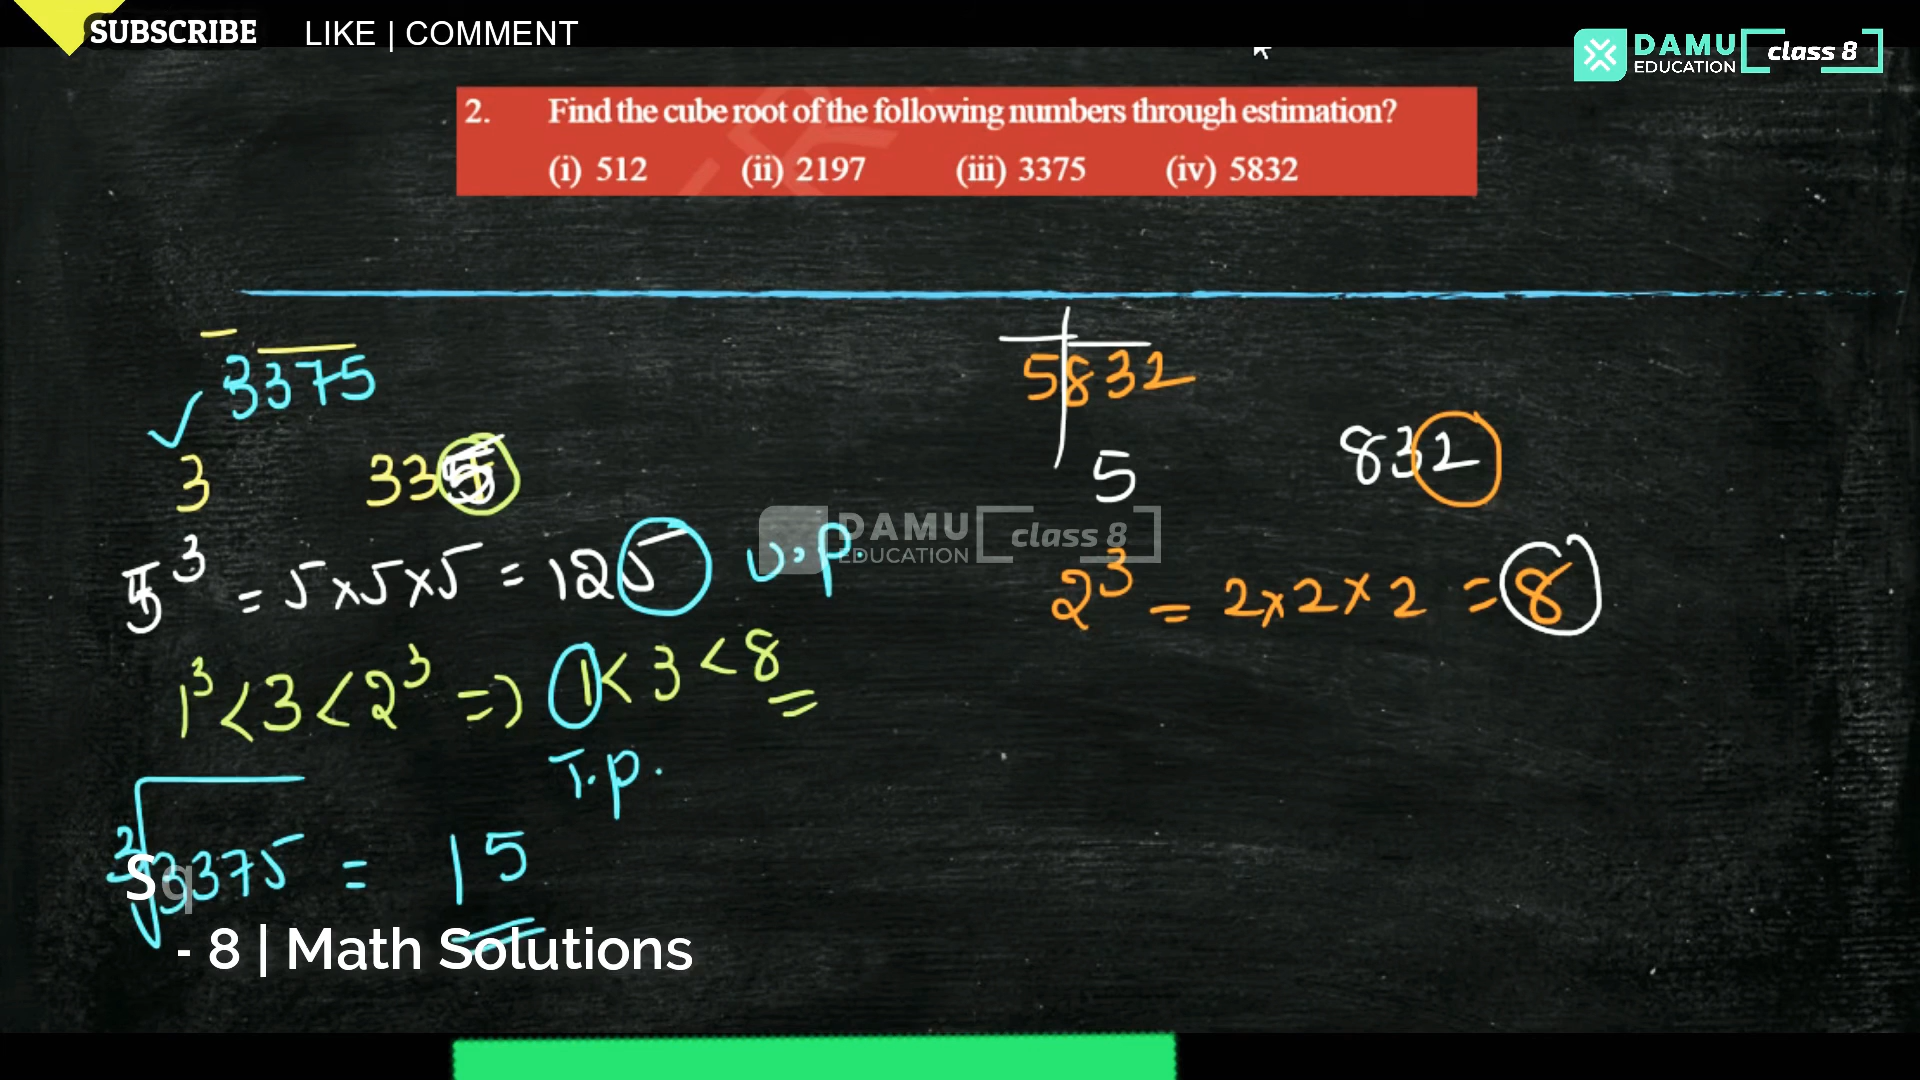 SUBSCRIBE LIKE | COMMENT
DAMU EDUCATION class 8
2. Find the cube root of the following numbers through estimation?
(i) 512 (ii) 2197 (iii) 3375 (iv) 5832
3375
3 335
5³ = 5×5×5 = 125 U.P.
1³ < 3 < 2³ => 1 < 3 < 8
T.P.
∛3375 = 15
5832
5 832
2³ = 2×2×2 = 8
DAMU EDUCATION class 8
Sq
- 8 | Math Solutions